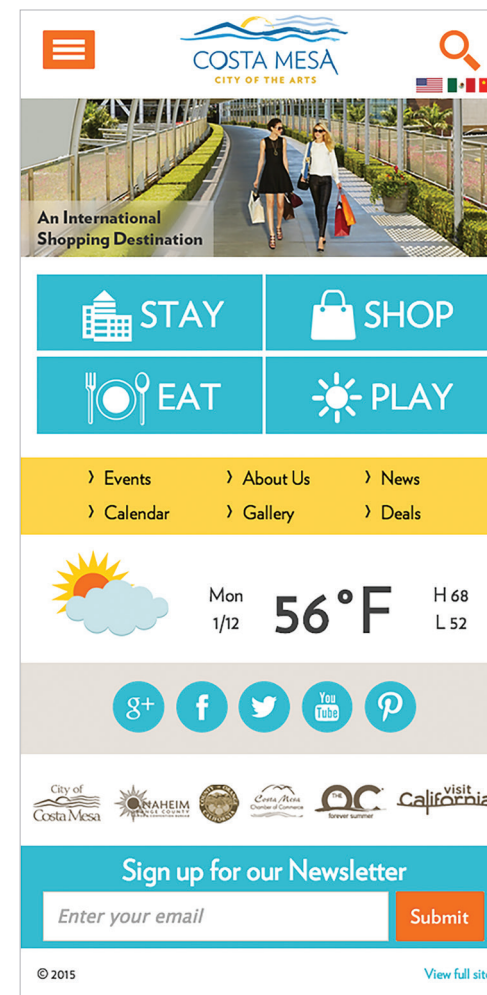 COSTA MESA
CITY OF THE ARTS
An International
Shopping Destination
STAY
SHOP
EAT
PLAY
Events
About Us
News
Calendar
Gallery
Deals
Mon
1/12
56°F
H 68
L 52
g+
f
You
Tube
City of
Costa Mesa
ANAHEIM
ORANGE COUNTY
Costa Mesa
Chamber of Commerce
THE
OC
forever summer
visit
California
Sign up for our Newsletter
Enter your email
Submit
© 2015
View full site